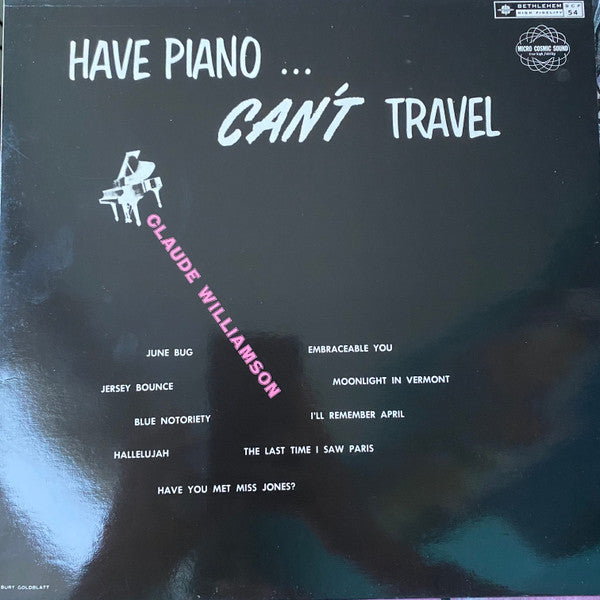 BETHLEHEM
HIGH FIDELITY
BCP
54
MICRO COSMIC SOUND
HAVE PIANO ...
CAN'T TRAVEL
CLAUDE WILLIAMSON
JUNE BUG
EMBRACEABLE YOU
JERSEY BOUNCE
MOONLIGHT IN VERMONT
BLUE NOTORIETY
I'LL REMEMBER APRIL
HALLELUJAH
THE LAST TIME I SAW PARIS
HAVE YOU MET MISS JONES?
BURT GOLDBLATT